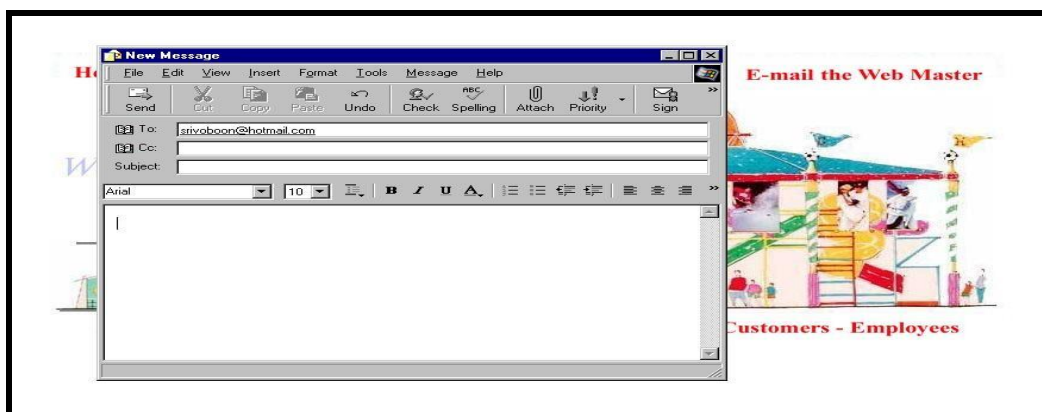 New Message
File Edit View Insert Format Tools Message Help
E-mail the Web Master
Send Cut Copy Paste Undo Check ABC Spelling Attach Priority Sign
To: srivoboon@hotmail.com
Cc:
Subject:
Arial 10 B I U A
Customers - Employees